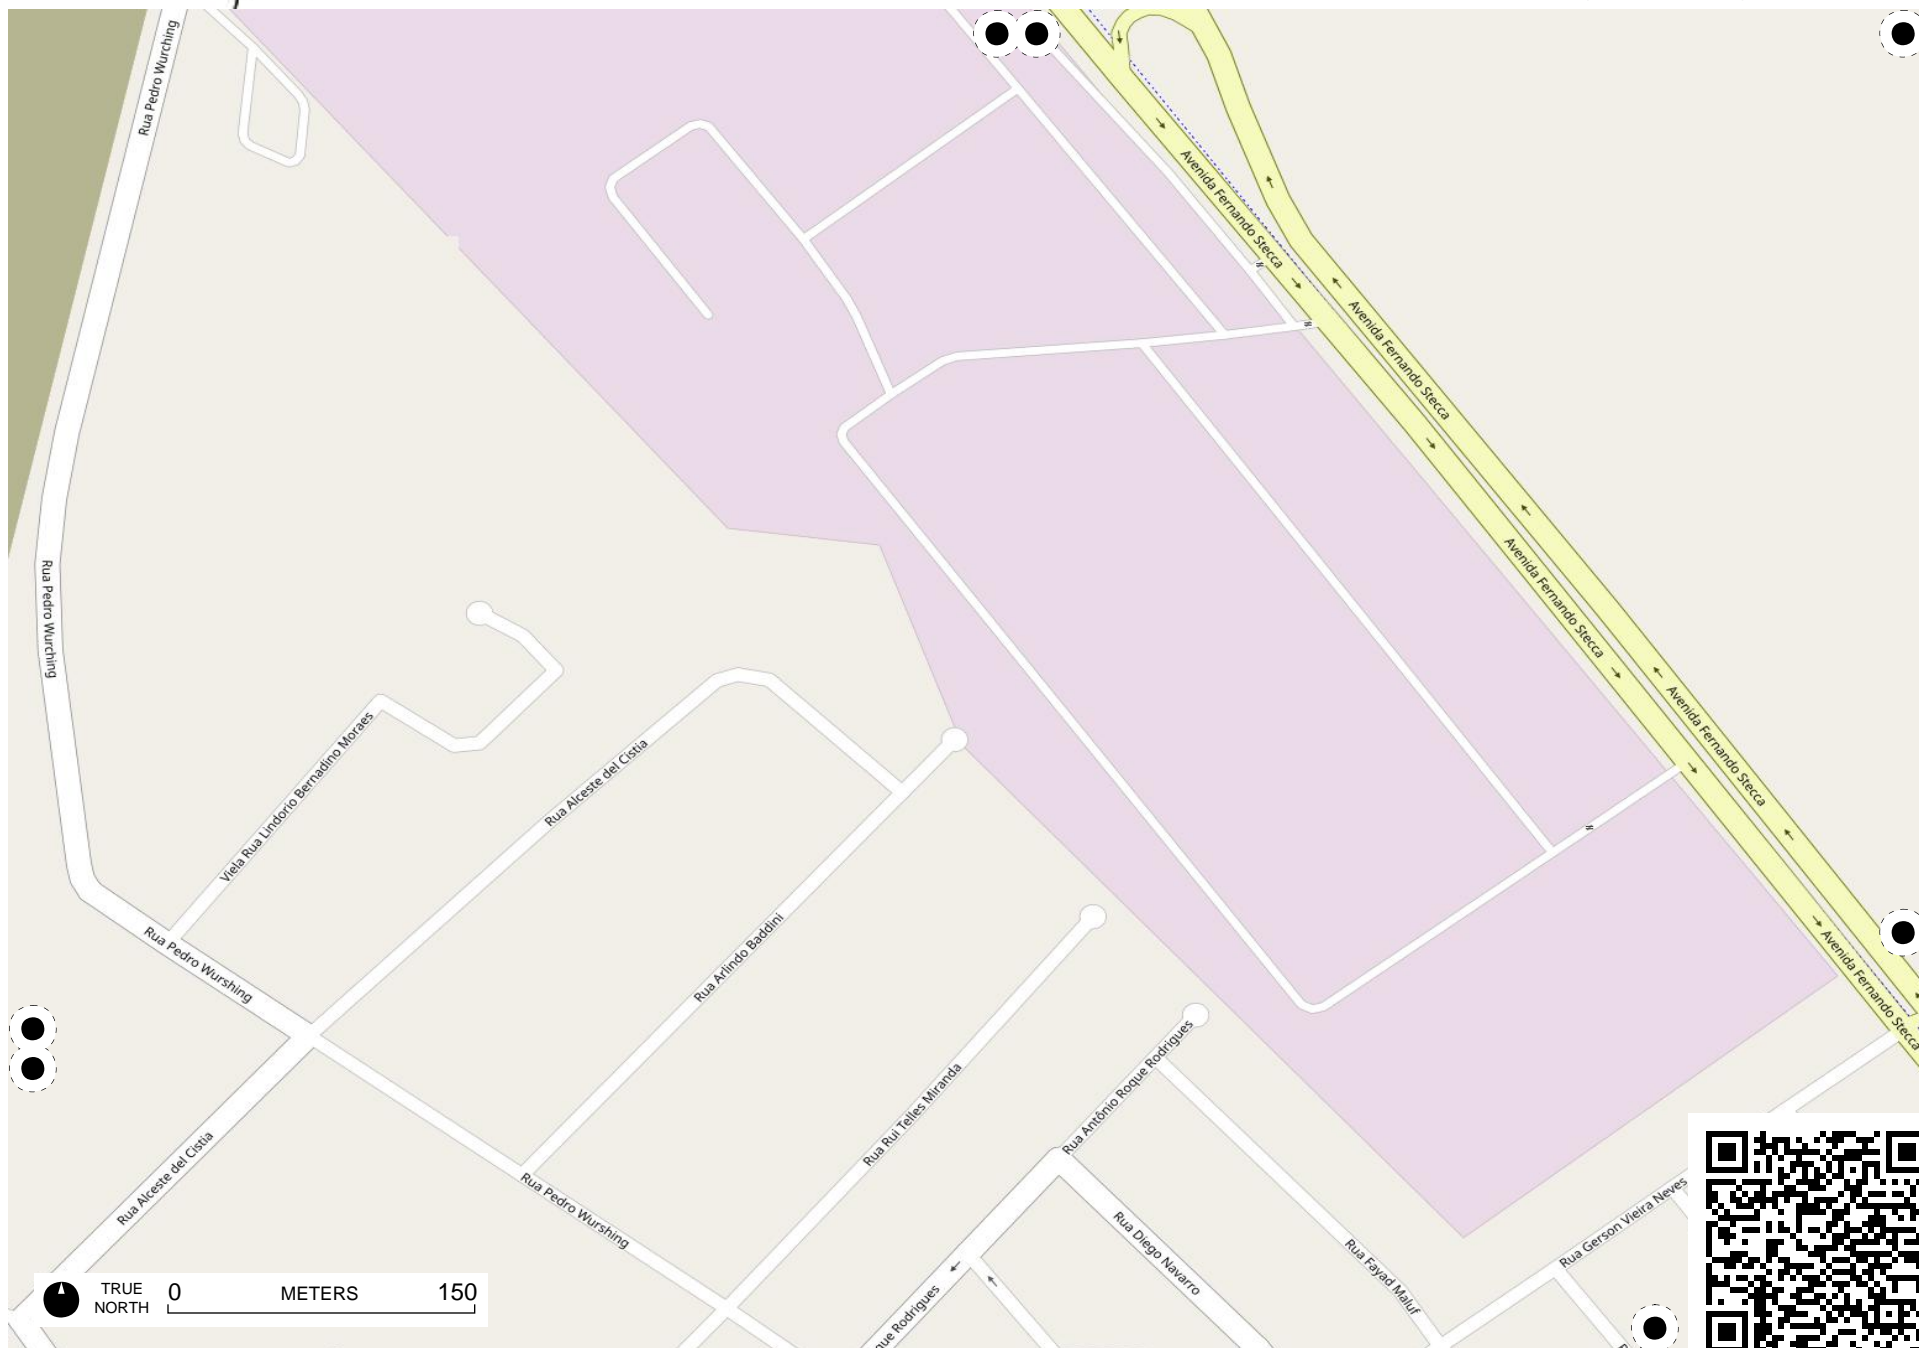 Rua Pedro Wurching
Avenida Fernando Stecca
Avenida Fernando Stecca
Rua Pedro Wurching
Avenida Fernando Stecca
Viela Rua Lindorio Bernadino Moraes
Rua Alceste del Cistia
Avenida Fernando Stecca
Rua Pedro Wurshing
Rua Arlindo Baddini
Avenida Fernando Stecca
Rua Rui Telles Miranda
Rua Antônio Roque Rodrigues
Rua Alceste del Cistia
Rua Pedro Wurshing
Rua Diego Navarro
Rua Fayad Maluf
Rua Gerson Vieira Neves
que Rodrigues
TRUE NORTH
0 METERS 150